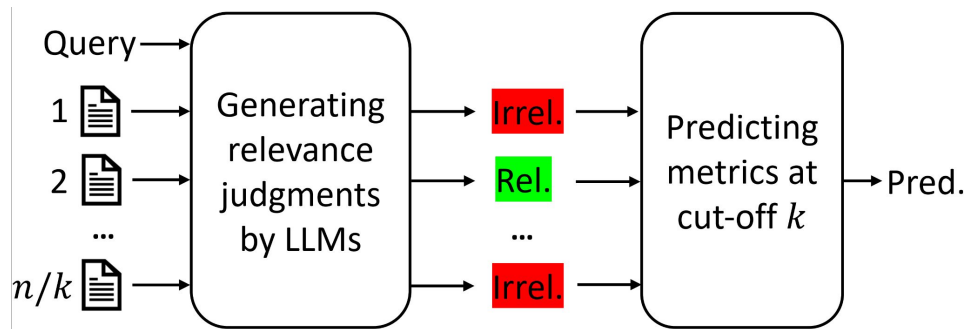 Query
1
2
...
n/k
Generating
relevance
judgments
by LLMs
Irrel.
Rel.
...
Irrel.
Predicting
metrics at
cut-off k
Pred.